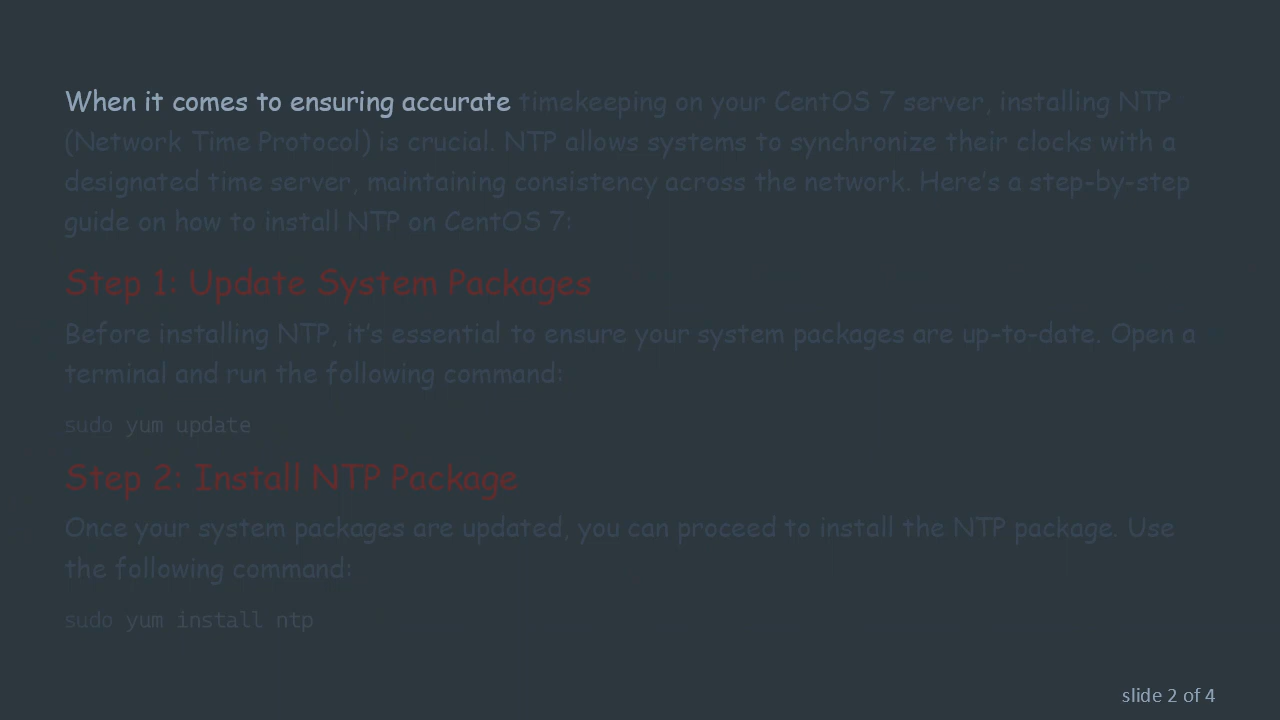 When it comes to ensuring accurate timekeeping on your CentOS 7 server, installing NTP
(Network Time Protocol) is crucial. NTP allows systems to synchronize their clocks with a
designated time server, maintaining consistency across the network. Here's a step-by-step
guide on how to install NTP on CentOS 7:
Step 1: Update System Packages
Before installing NTP, it's essential to ensure your system packages are up-to-date. Open a
terminal and run the following command:
sudo yum update
Step 2: Install NTP Package
Once your system packages are updated, you can proceed to install the NTP package. Use
the following command:
sudo yum install ntp
slide 2 of 4